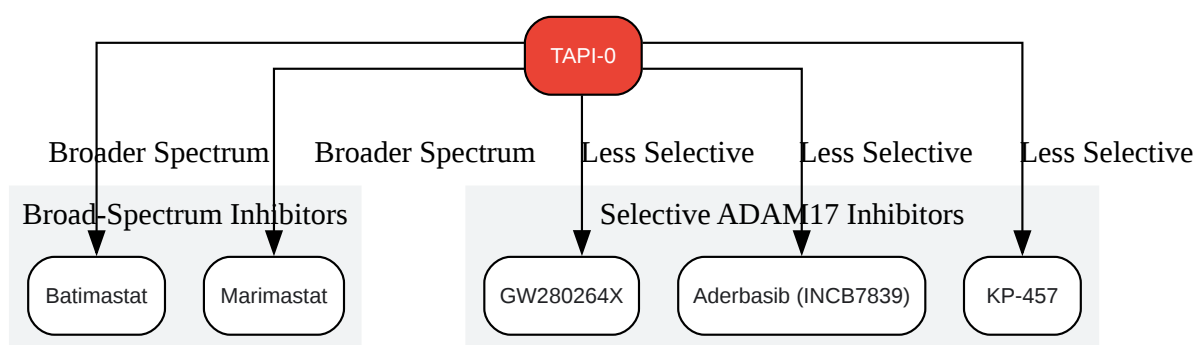 TAPI-0
Broader Spectrum
Broader Spectrum
Less Selective
Less Selective
Less Selective
Broad-Spectrum Inhibitors
Selective ADAM17 Inhibitors
Batimastat
Marimastat
GW280264X
Aderbasib (INCB7839)
KP-457